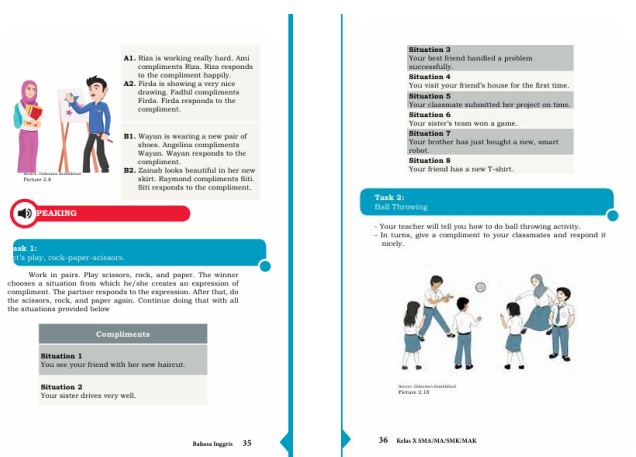 A1. Riza is working really hard. Ami
compliments Riza. Riza responds
to the compliment happily.
A2. Firda is showing a very nice
drawing. Fadhil compliments
Firda. Firda responds to the
compliment.
B1. Wayan is wearing a new pair of
shoes. Angelina compliments
Wayan. Wayan responds to the
compliment.
B2. Zainab looks beautiful in her new
skirt. Raymond compliments Siti.
Siti responds to the compliment.
Source: Dokumen Kemdikbud
Picture 2.8
PEAKING
ask 1:
et's play, rock-paper-scissors.
Work in pairs. Play scissors, rock, and paper. The winner
chooses a situation from which he/she creates an expression of
compliment. The partner responds to the expression. After that, do
the scissors, rock, and paper again. Continue doing that with all
the situations provided below
Compliments
Situation 1
You see your friend with her new haircut.
Situation 2
Your sister drives very well.
Bahasa Inggris 35
Situation 3
Your best friend handled a problem
successfully.
Situation 4
You visit your friend's house for the first time.
Situation 5
Your classmate submitted her project on time.
Situation 6
Your sister's team won a game.
Situation 7
Your brother has just bought a new, smart
robot.
Situation 8
Your friend has a new T-shirt.
Task 2:
Ball Throwing
- Your teacher will tell you how to do ball throwing activity.
- In turns, give a compliment to your classmates and respond it
nicely.
Source: Dokumen Kemdikbud
Picture 2.18
36 Kelas X SMA/MA/SMK/MAK